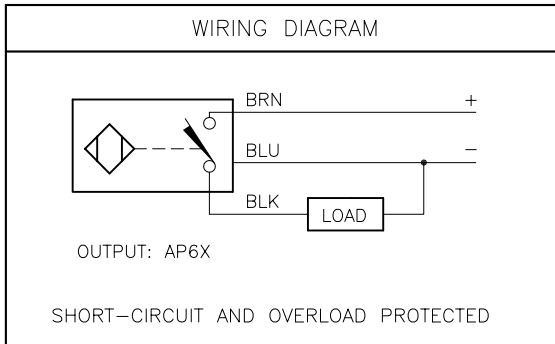 WIRING DIAGRAM
BRN +
BLU −
BLK LOAD
OUTPUT: AP6X
SHORT−CIRCUIT AND OVERLOAD PROTECTED